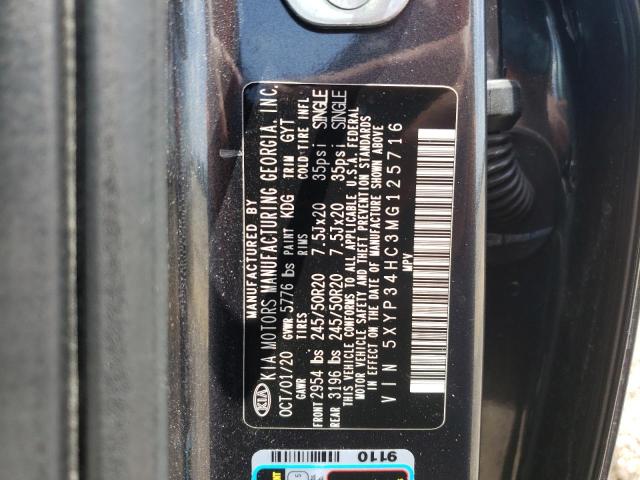 MANUFACTURED BY
KIA KIA MOTORS MANUFACTURING GEORGIA, INC.
OCT/01/20 GVWR 5776 lbs PAINT KDG TRIM GYT
GAWR TIRES RIMS COLD TIRE INFL
FRONT 2954 lbs 245/50R20 7.5Jx20 35psi SINGLE
REAR 3196 lbs 245/50R20 7.5Jx20 35psi SINGLE
THIS VEHICLE CONFORMS TO ALL APPLICABLE U.S.A. FEDERAL
MOTOR VEHICLE SAFETY AND THEFT PREVENTION STANDARDS
IN EFFECT ON THE DATE OF MANUFACTURE SHOWN ABOVE.
VIN 5XYP34HC3MG125716
MPV
9110